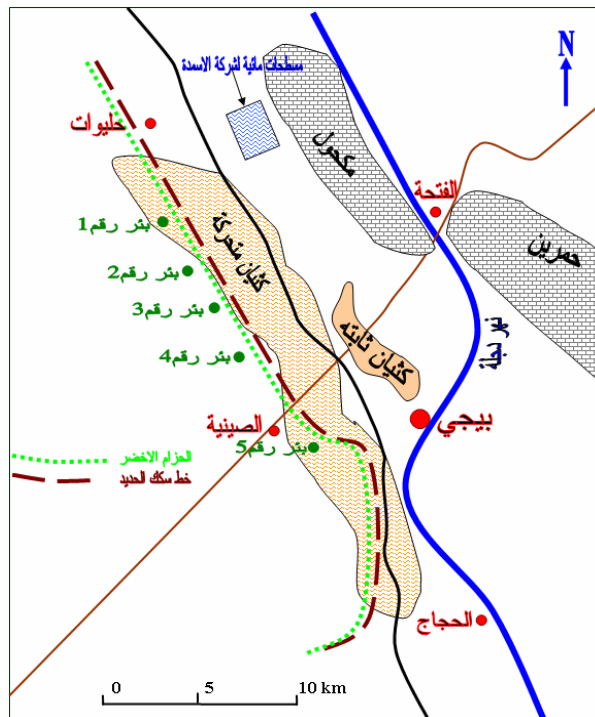 N
مسطحات مائية لشركة الاسمدة
حليوات
مكحول
الفتحة
حمرين
بئر رقم1
كثبان متحركة
بئر رقم2
بئر رقم3
نهر دجلة
بئر رقم4
كثبان ثابته
بيجي
الصينية
بئر رقم5
الحزام الاخضر
خط سكك الحديد
الحجاج
0 5 10 km